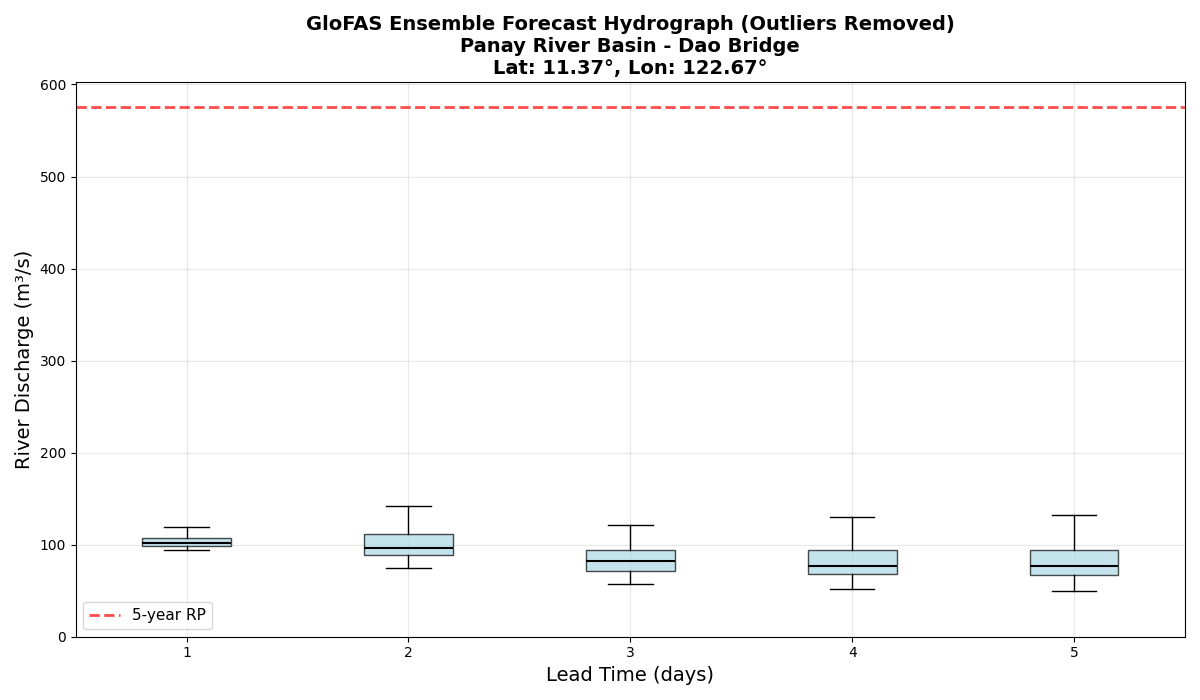 GloFAS Ensemble Forecast Hydrograph (Outliers Removed)
Panay River Basin - Dao Bridge
Lat: 11.37°, Lon: 122.67°
River Discharge (m³/s)
600
500
400
300
200
100
0
5-year RP
1 2 3 4 5
Lead Time (days)